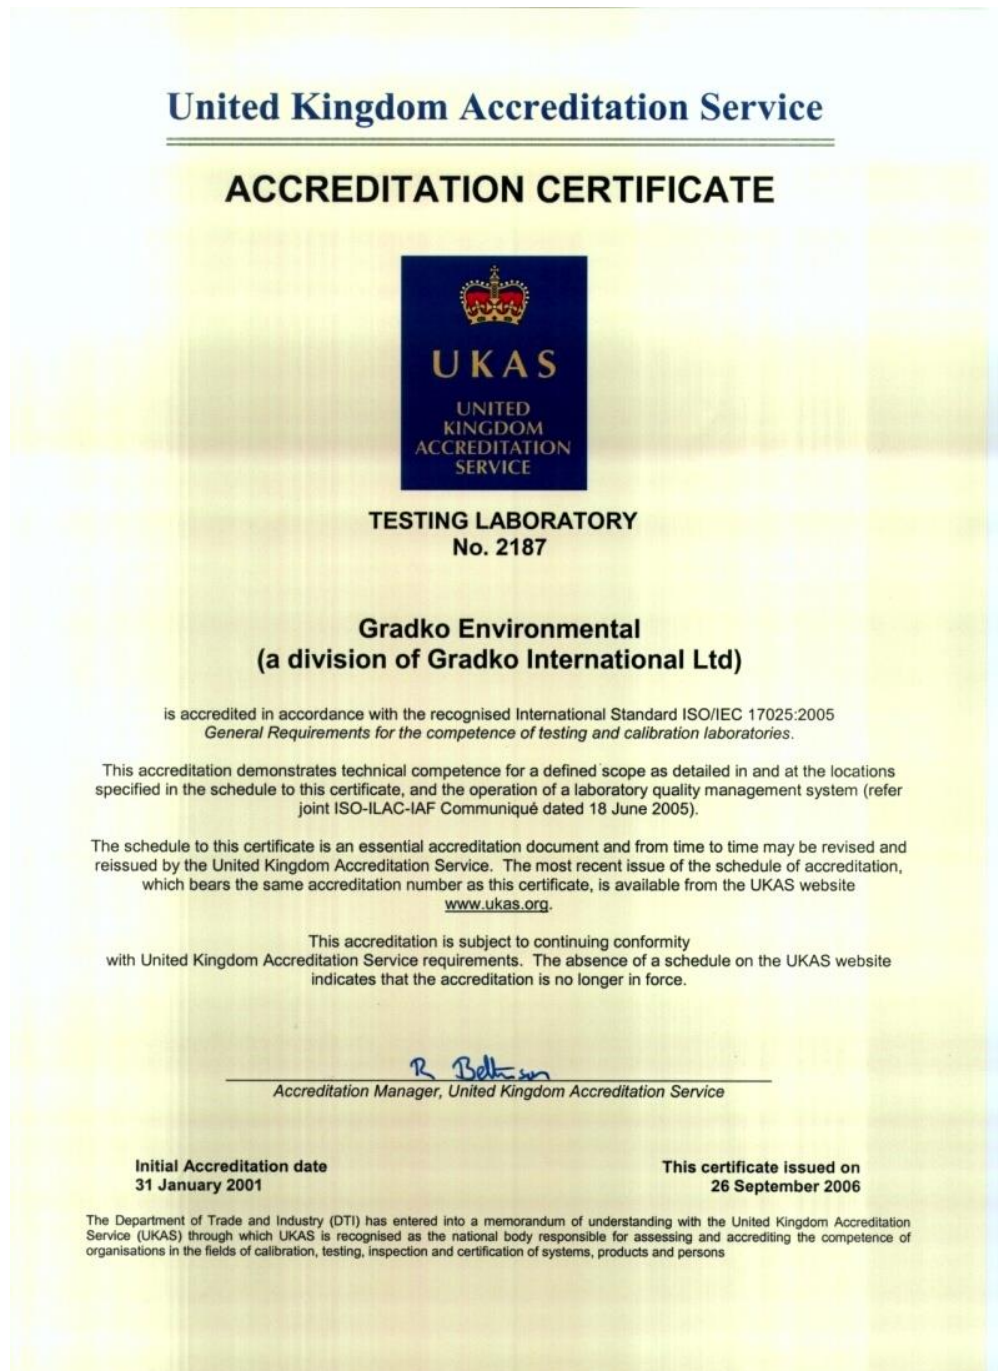 United Kingdom Accreditation Service
ACCREDITATION CERTIFICATE
UKAS
UNITED
KINGDOM
ACCREDITATION
SERVICE
TESTING LABORATORY
No. 2187
Gradko Environmental
(a division of Gradko International Ltd)
is accredited in accordance with the recognised International Standard ISO/IEC 17025:2005
General Requirements for the competence of testing and calibration laboratories.
This accreditation demonstrates technical competence for a defined scope as detailed in and at the locations
specified in the schedule to this certificate, and the operation of a laboratory quality management system (refer
joint ISO-ILAC-IAF Communiqué dated 18 June 2005).
The schedule to this certificate is an essential accreditation document and from time to time may be revised and
reissued by the United Kingdom Accreditation Service. The most recent issue of the schedule of accreditation,
which bears the same accreditation number as this certificate, is available from the UKAS website
www.ukas.org.
This accreditation is subject to continuing conformity
with United Kingdom Accreditation Service requirements. The absence of a schedule on the UKAS website
indicates that the accreditation is no longer in force.
R
Accreditation Manager, United Kingdom Accreditation Service
Initial Accreditation date
31 January 2001
This certificate issued on
26 September 2006
The Department of Trade and Industry (DTI) has entered into a memorandum of understanding with the United Kingdom Accreditation
Service (UKAS) through which UKAS is recognised as the national body responsible for assessing and accrediting the competence of
organisations in the fields of calibration, testing, inspection and certification of systems, products and persons